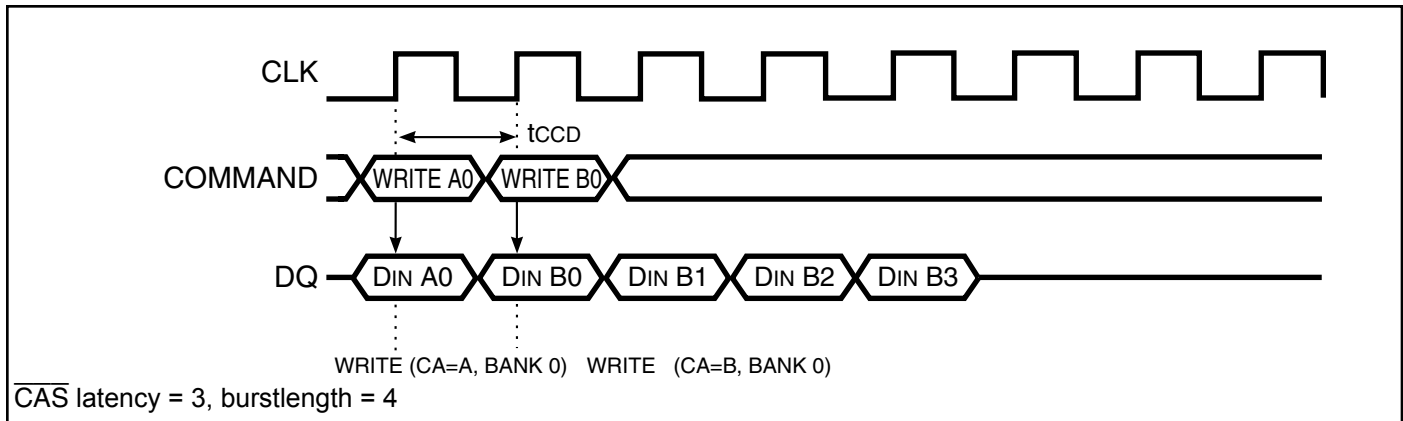 CLK
tCCD
COMMAND WRITE A0 WRITE B0
DQ DIN A0 DIN B0 DIN B1 DIN B2 DIN B3
WRITE (CA=A, BANK 0) WRITE (CA=B, BANK 0)
CAS latency = 3, burstlength = 4